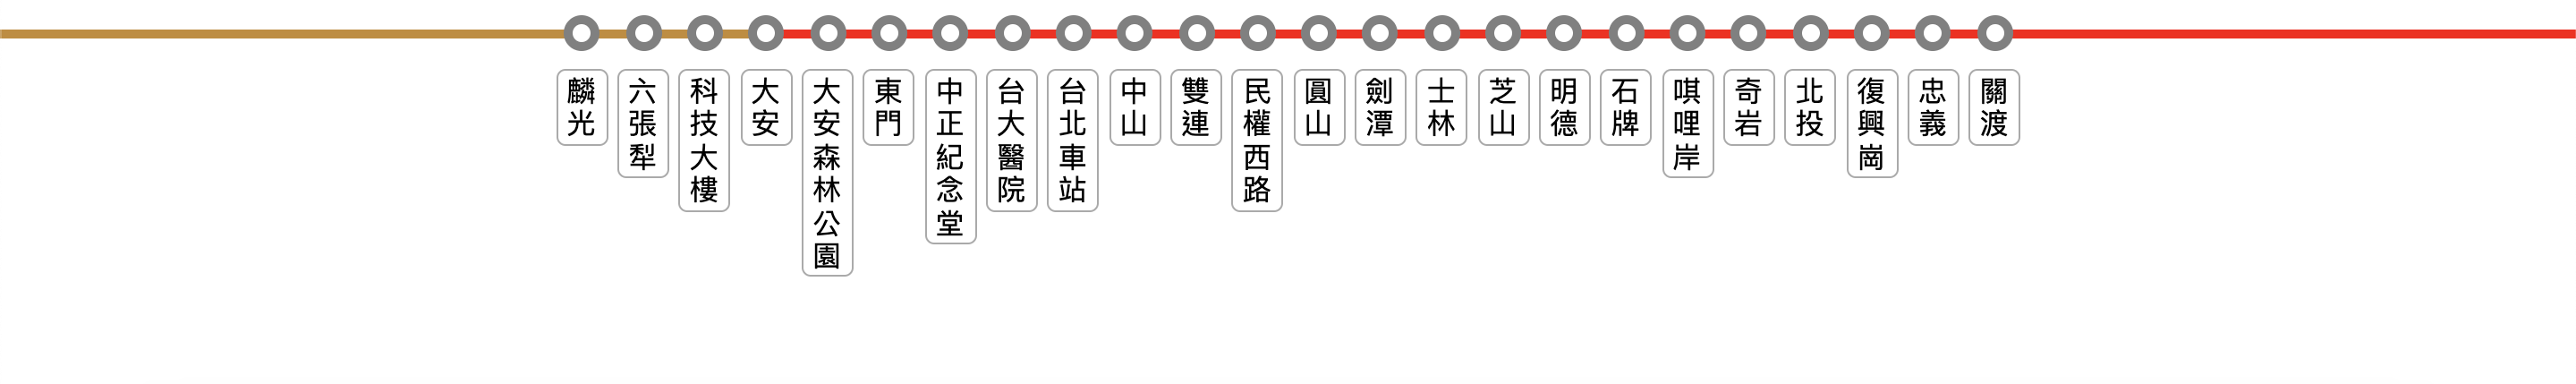 麟光
六張犁
科技大樓
大安
大安森林公園
東門
中正紀念堂
台大醫院
台北車站
中山
雙連
民權西路
圓山
劍潭
士林
芝山
明德
石牌
唭哩岸
奇岩
北投
復興崗
忠義
關渡